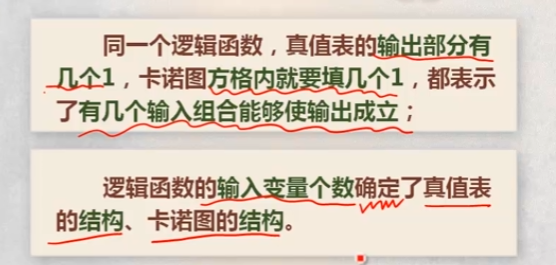 同一个逻辑函数，真值表的输出部分有
几个1，卡诺图方格内就要填几个1，都表示
了有几个输入组合能够使输出成立；
逻辑函数的输入变量个数确定了真值表
的结构、卡诺图的结构。